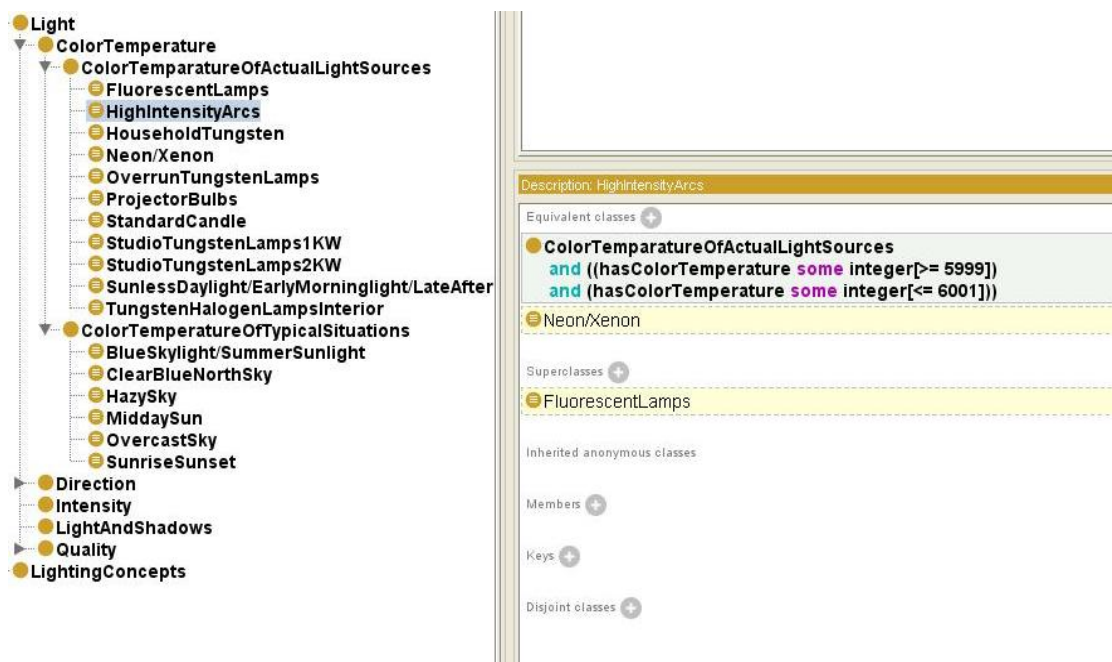 Light
ColorTemperature
ColorTemparatureOfActualLightSources
FluorescentLamps
HighIntensityArcs
HouseholdTungsten
Neon/Xenon
OverrunTungstenLamps
ProjectorBulbs
StandardCandle
StudioTungstenLamps1KW
StudioTungstenLamps2KW
SunlessDaylight/EarlyMorninglight/LateAfter
TungstenHalogenLampsInterior
ColorTemperatureOfTypicalSituations
BlueSkylight/SummerSunlight
ClearBlueNorthSky
HazySky
MiddaySun
OvercastSky
SunriseSunset
Direction
Intensity
LightAndShadows
Quality
LightingConcepts
Description: HighIntensityArcs
Equivalent classes
ColorTemparatureOfActualLightSources
and ((hasColorTemperature some integer[>= 5999])
and (hasColorTemperature some integer[<= 6001]))
Neon/Xenon
Superclasses
FluorescentLamps
Inherited anonymous classes
Members
Keys
Disjoint classes